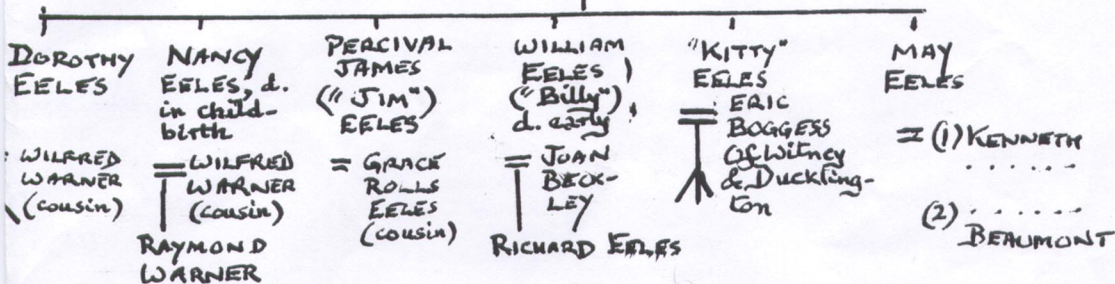 DOROTHY
EELES
WILFRED
WARNER
(cousin)
NANCY
EELES, d.
in child-
birth
= WILFRED
WARNER
(cousin)
RAYMOND
WARNER
PERCIVAL
JAMES
("JIM")
EELES
= GRACE
ROLLS
EELES
(cousin)
WILLIAM
EELES
("Billy")
d. early
= JOAN
BECK-
LEY
RICHARD EELES
"KITTY"
EELES
= ERIC
BOGGESS
of Witney
& Duckling-
ton
MAY
EELES
= (1) KENNETH
. . . . . .
(2) . . . . . .
BEAUMONT